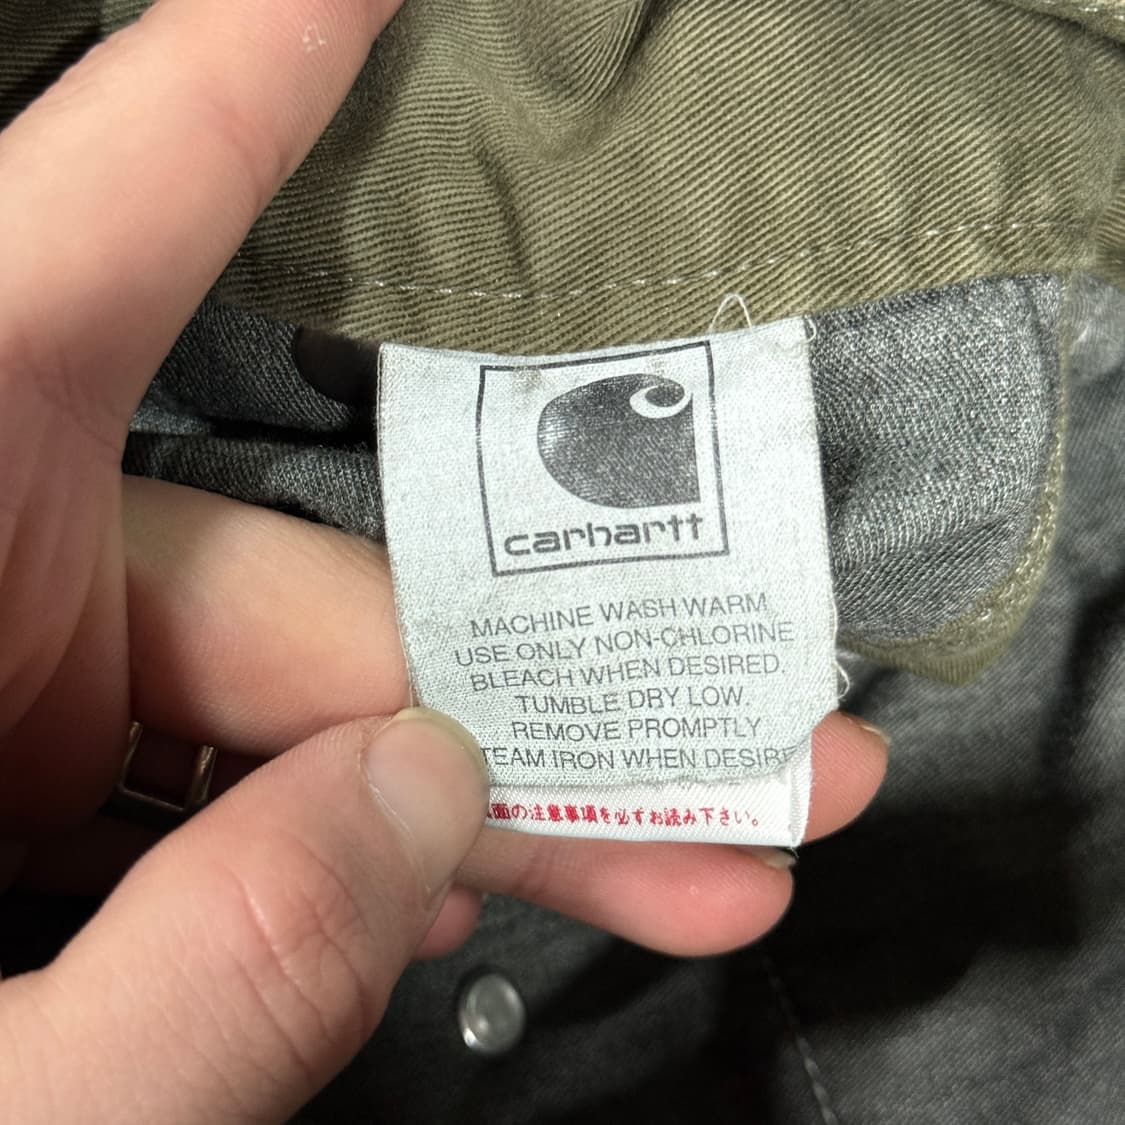 carhartt
MACHINE WASH WARM
USE ONLY NON-CHLORINE
BLEACH WHEN DESIRED.
TUMBLE DRY LOW.
REMOVE PROMPTLY
TEAM IRON WHEN DESIRE
面の注意事項を必ずお読み下さい。